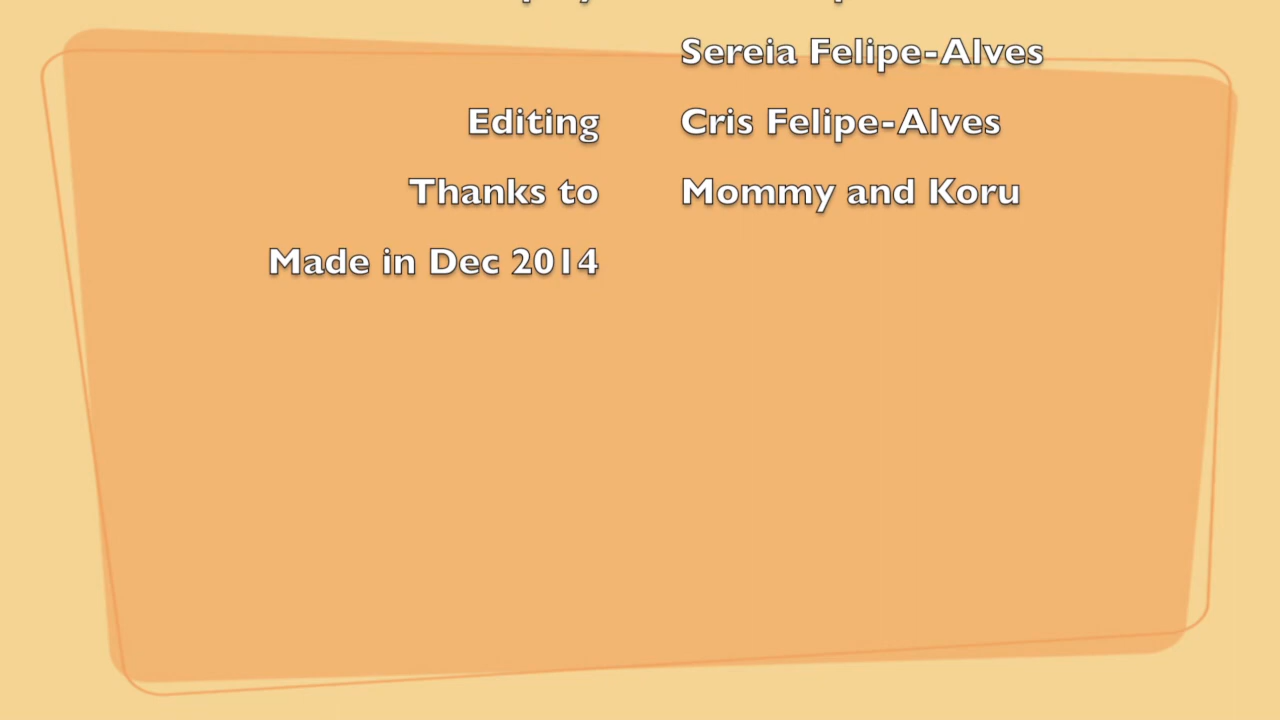 Sereia Felipe-Alves
Editing Cris Felipe-Alves
Thanks to Mommy and Koru
Made in Dec 2014